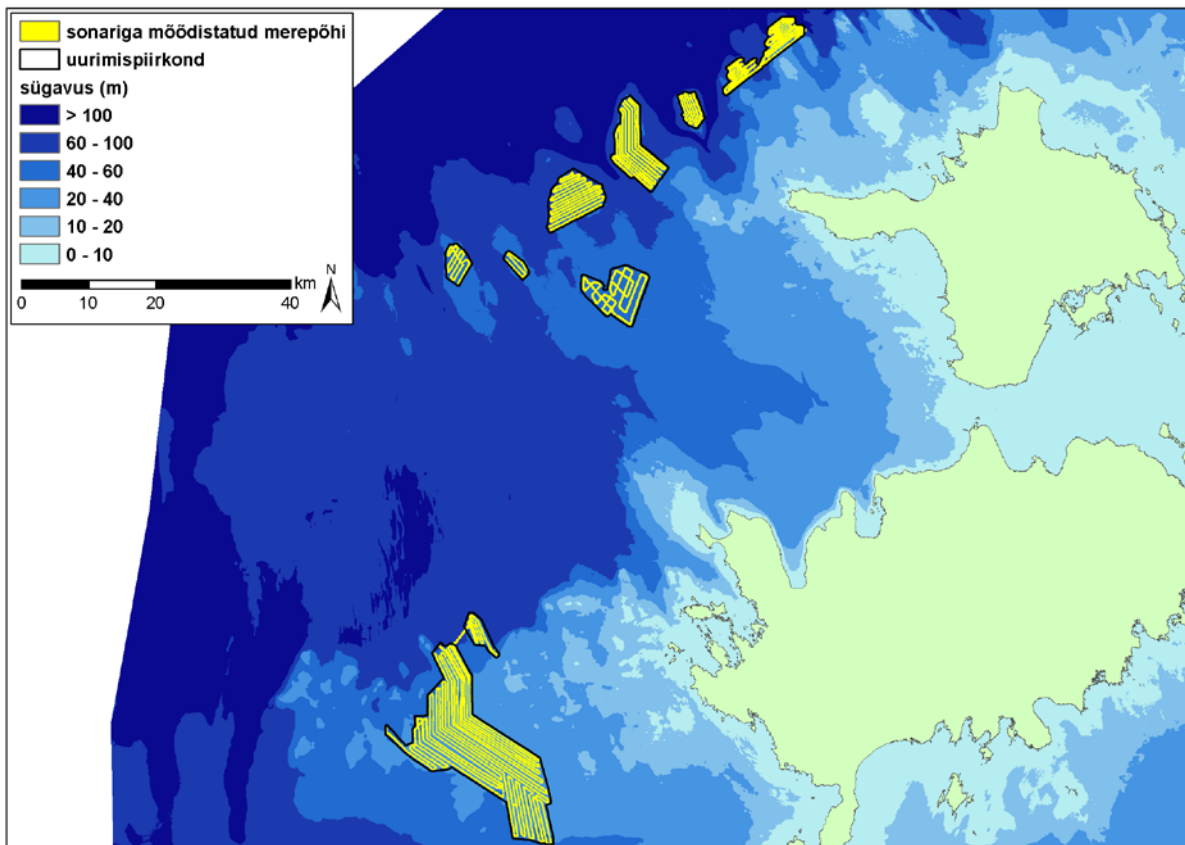 sonariga mõõdistatud merepõhi
uurimispiirkond
sügavus (m)
> 100
60 - 100
40 - 60
20 - 40
10 - 20
0 - 10
km
N
0 10 20 40